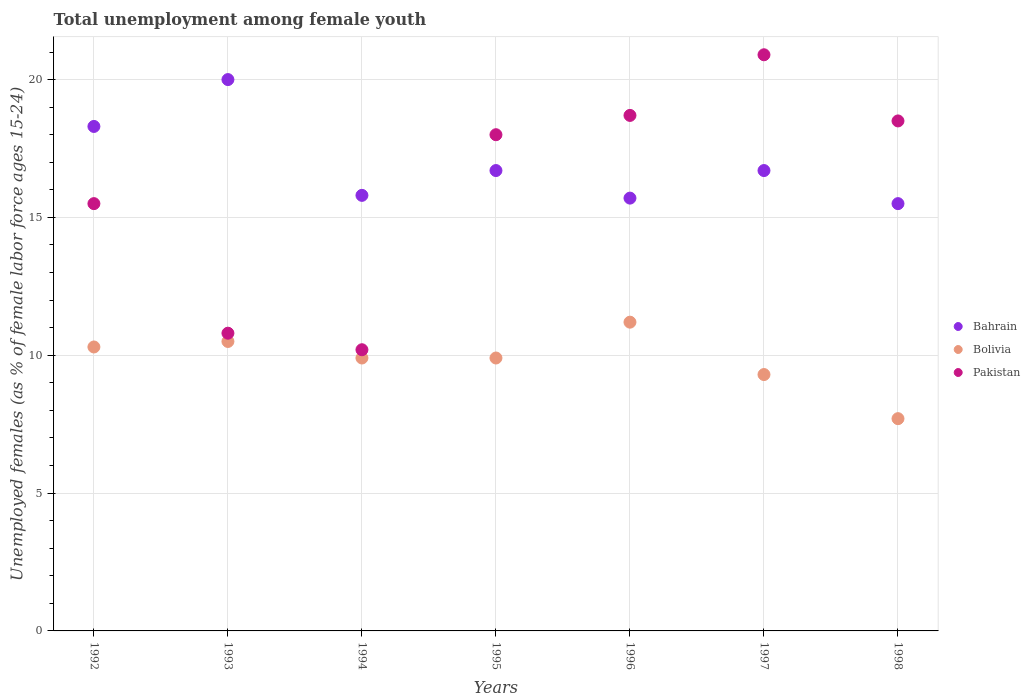 Total unemployment among female youth
Unemployed females (as % of female labor force ages 15-24)
20
15
10
5
0
1992
1993
1994
1995
1996
1997
1998
Years
Bahrain
Bolivia
Pakistan